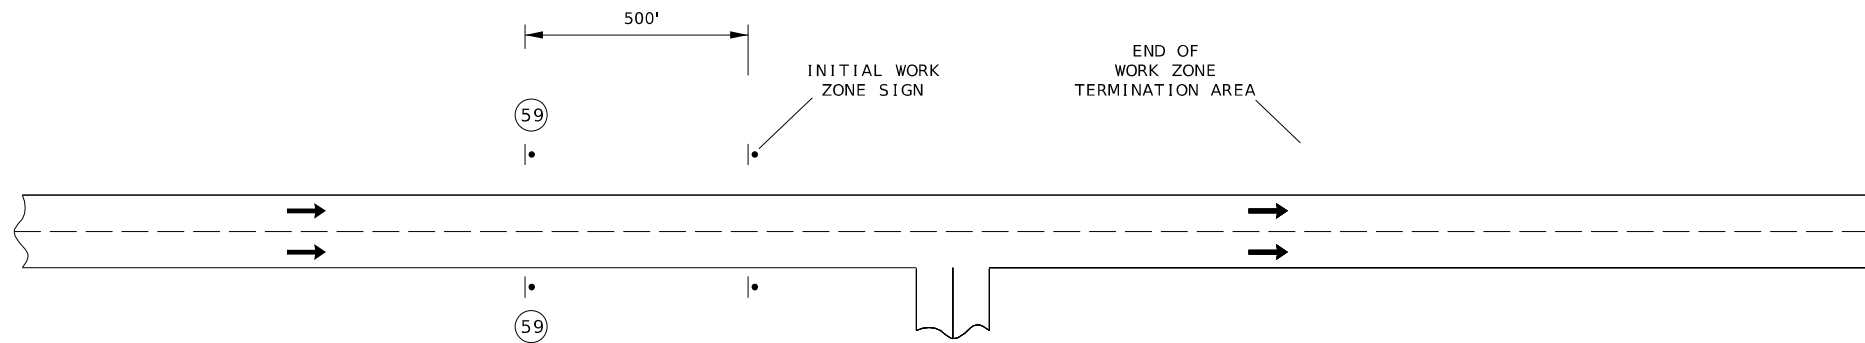 500'
INITIAL WORK
ZONE SIGN
END OF
WORK ZONE
TERMINATION AREA
59
59